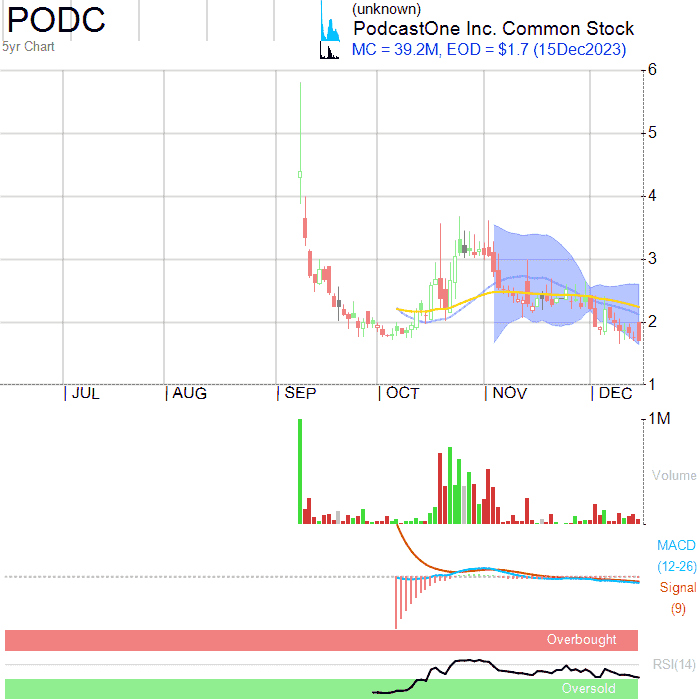 PODC
5yr Chart
(unknown)
PodcastOne Inc. Common Stock
MC = 39.2M, EOD = $1.7 (15Dec2023)
6
5
4
3
2
1
JUL AUG SEP OCT NOV DEC
1M
Volume
MACD
(12-26)
Signal
(9)
Overbought
RSI(14)
Oversold